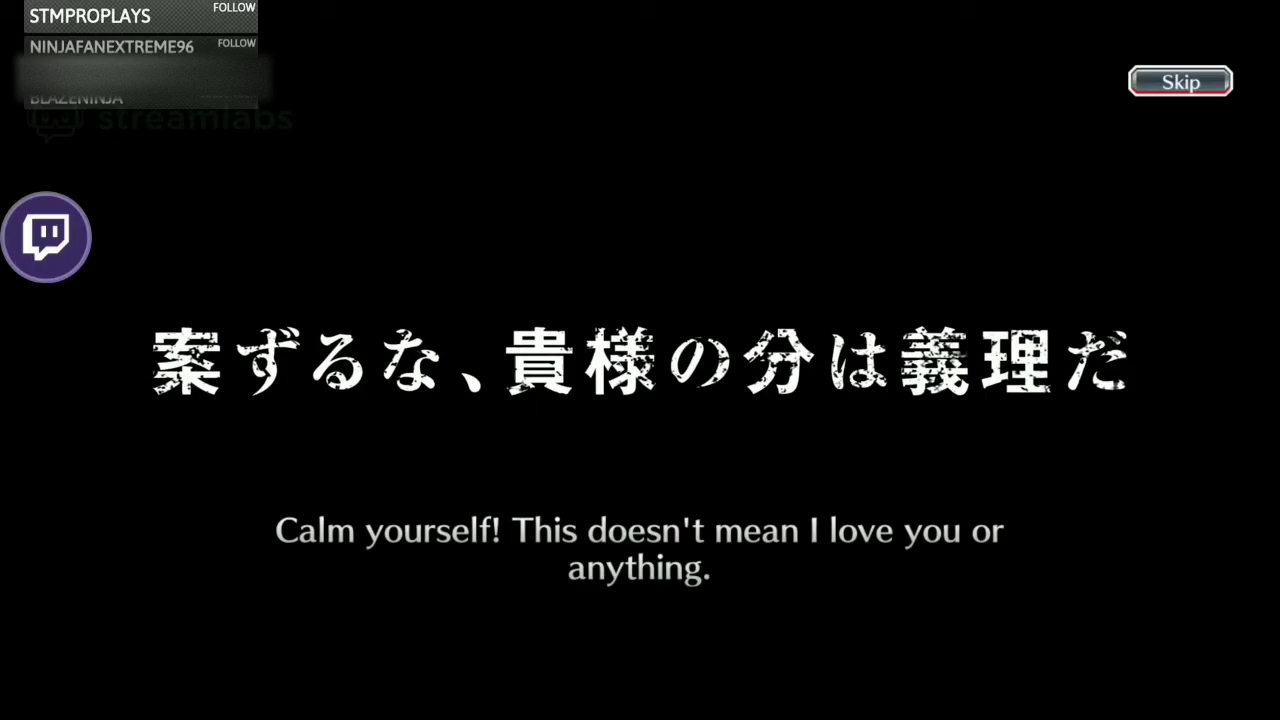 STMPROPLAYS
FOLLOW
NINJAFANEXTREME96
FOLLOW
BLAZENINJA
streamlabs
Skip
案ずるな、貴様の分は義理だ
Calm yourself! This doesn't mean I love you or
anything.